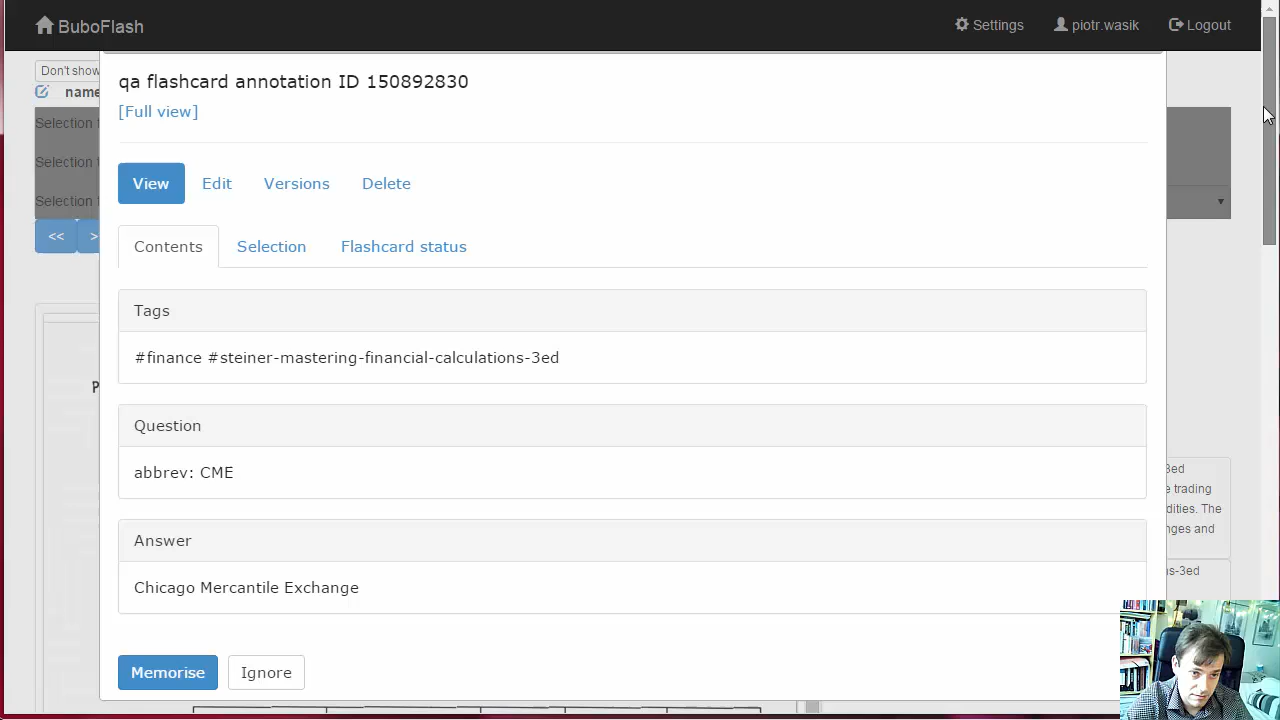 BuboFlash
Settings piotr.wasik Logout
Don't show
name
Selection
Selection
Selection
<< >
qa flashcard annotation ID 150892830
[Full view]
View Edit Versions Delete
Contents Selection Flashcard status
Tags
#finance #steiner-mastering-financial-calculations-3ed
Question
abbrev: CME
Answer
Chicago Mercantile Exchange
Memorise Ignore
P
3ed
e trading
dities. The
nges and
ns-3ed